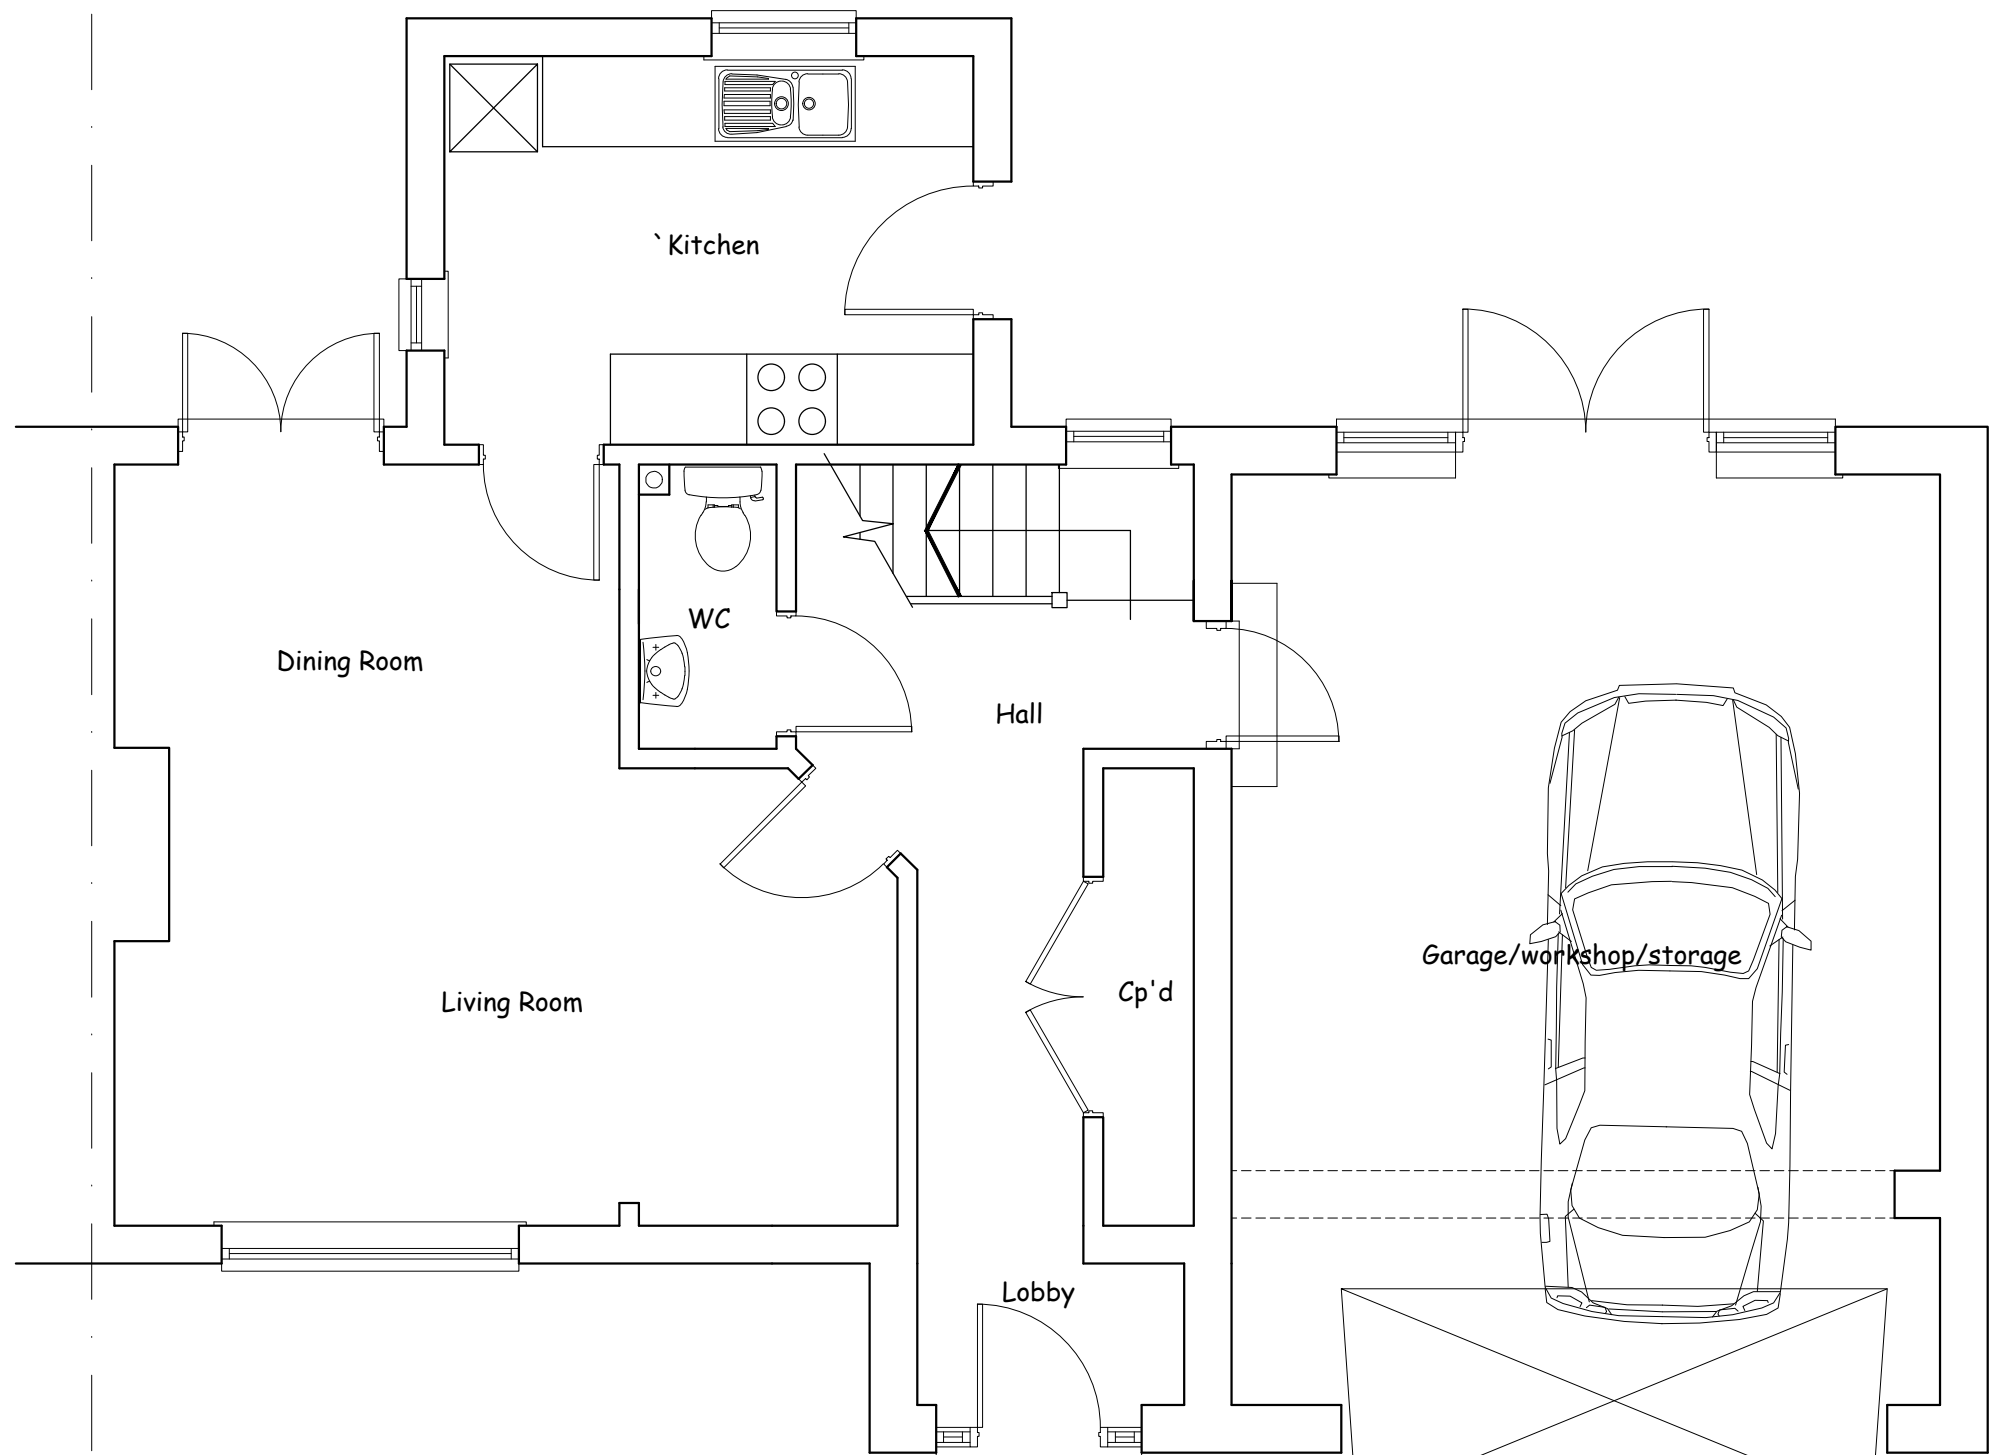 `Kitchen
WC
Dining Room
Hall
Garage/workshop/storage
Cp'd
Living Room
Lobby